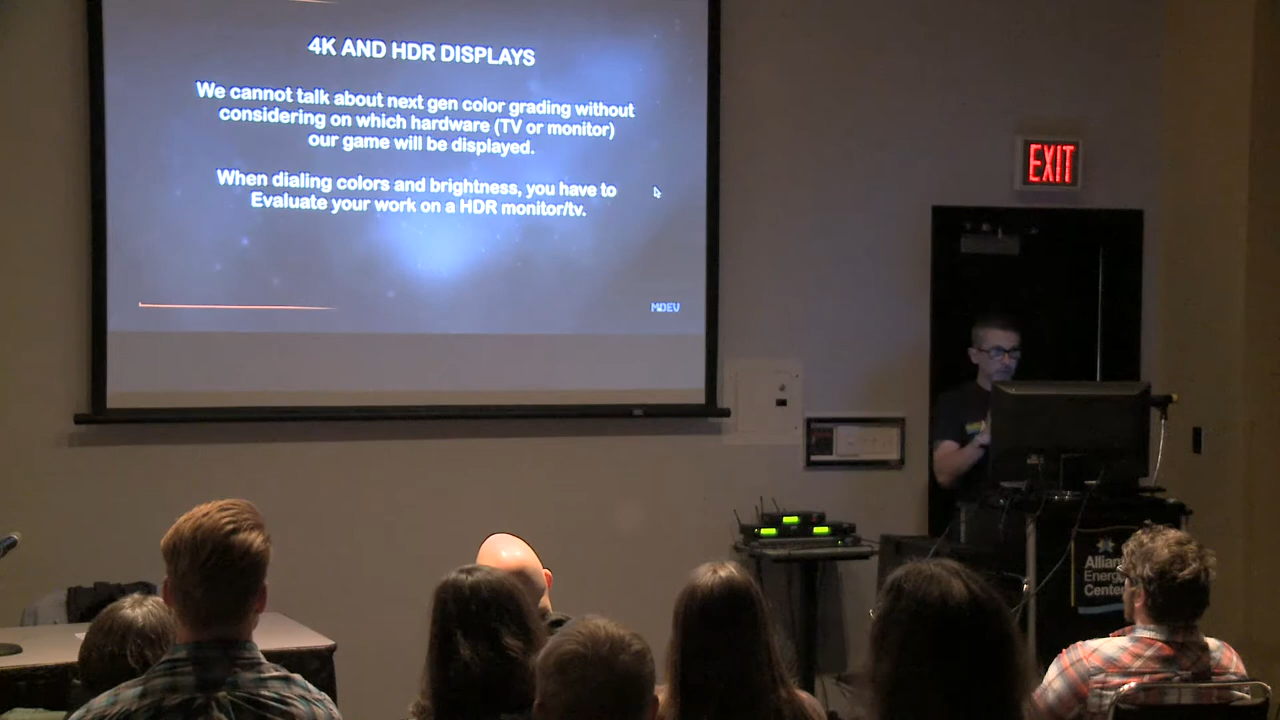 4K AND HDR DISPLAYS
We cannot talk about next gen color grading without
considering on which hardware (TV or monitor)
our game will be displayed.
When dialing colors and brightness, you have to
Evaluate your work on a HDR monitor/tv.
MDEV
EXIT
Energy
Center